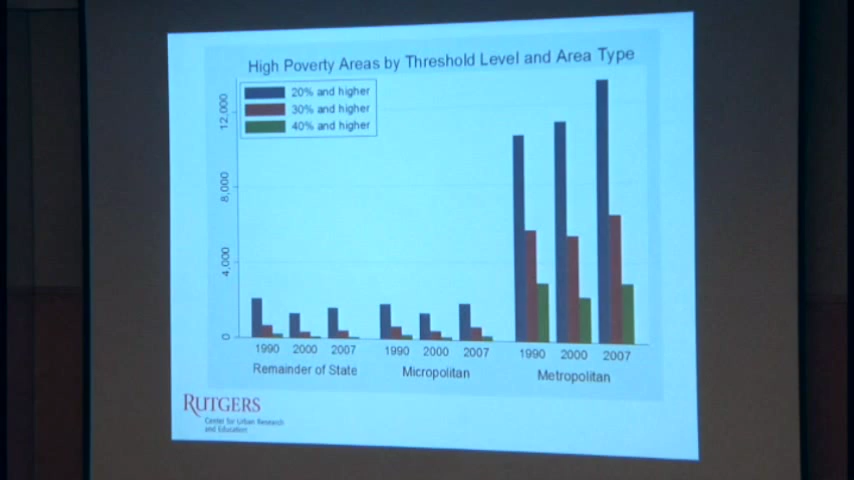 High Poverty Areas by Threshold Level and Area Type
20% and higher
30% and higher
40% and higher
12,000
8,000
4,000
0
1990 2000 2007 1990 2000 2007 1990 2000 2007
Remainder of State Micropolitan Metropolitan
RUTGERS
Center for Urban Research
and Education